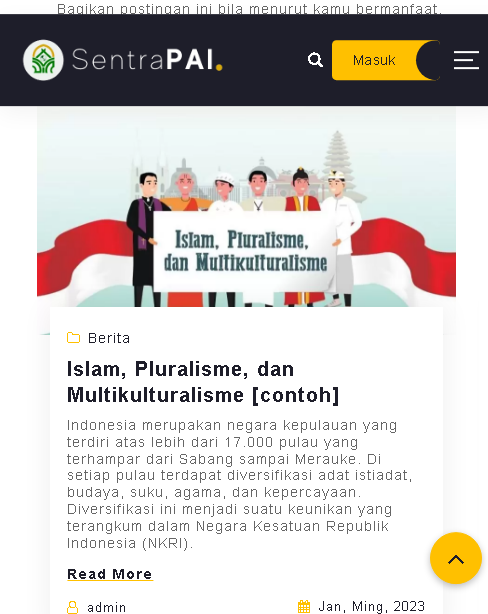 Bagikan postingan ini bila menurut kamu bermanfaat.
SentraPAI.
Masuk
Islam, Pluralisme,
dan Multikulturalisme
Berita
Islam, Pluralisme, dan
Multikulturalisme [contoh]
Indonesia merupakan negara kepulauan yang
terdiri atas lebih dari 17.000 pulau yang
terhampar dari Sabang sampai Merauke. Di
setiap pulau terdapat diversifikasi adat istiadat,
budaya, suku, agama, dan kepercayaan.
Diversifikasi ini menjadi suatu keunikan yang
terangkum dalam Negara Kesatuan Republik
Indonesia (NKRI).
Read More
admin
Jan, Ming, 2023